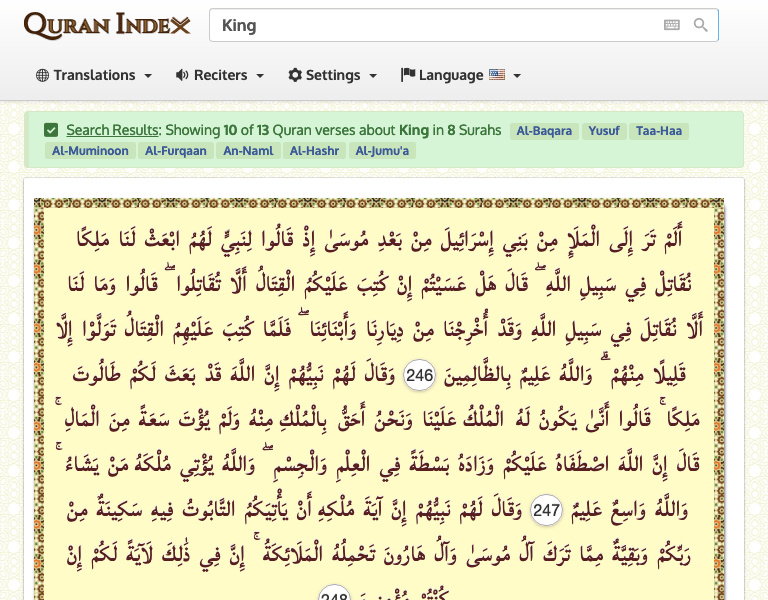 Quran Index
King
Translations Reciters Settings Language
Search Results: Showing 10 of 13 Quran verses about King in 8 Surahs Al-Baqara Yusuf Taa-Haa
Al-Muminoon Al-Furqaan An-Naml Al-Hashr Al-Jumu'a
أَلَمْ تَرَ إِلَى الْمَلَإِ مِنْ بَنِي إِسْرَائِيلَ مِنْ بَعْدِ مُوسَىٰ إِذْ قَالُوا لِنَبِيٍّ لَهُمُ ابْعَثْ لَنَا مَلِكًا
نُقَاتِلْ فِي سَبِيلِ اللَّهِ ۖ قَالَ هَلْ عَسَيْتُمْ إِنْ كُتِبَ عَلَيْكُمُ الْقِتَالُ أَلَّا تُقَاتِلُوا ۖ قَالُوا وَمَا لَنَا
أَلَّا نُقَاتِلَ فِي سَبِيلِ اللَّهِ وَقَدْ أُخْرِجْنَا مِنْ دِيَارِنَا وَأَبْنَائِنَا ۖ فَلَمَّا كُتِبَ عَلَيْهِمُ الْقِتَالُ تَوَلَّوْا إِلَّا
قَلِيلًا مِنْهُمْ ۗ وَاللَّهُ عَلِيمٌ بِالظَّالِمِينَ 246 وَقَالَ لَهُمْ نَبِيُّهُمْ إِنَّ اللَّهَ قَدْ بَعَثَ لَكُمْ طَالُوتَ
مَلِكًا ۚ قَالُوا أَنَّىٰ يَكُونُ لَهُ الْمُلْكُ عَلَيْنَا وَنَحْنُ أَحَقُّ بِالْمُلْكِ مِنْهُ وَلَمْ يُؤْتَ سَعَةً مِنَ الْمَالِ ۚ
قَالَ إِنَّ اللَّهَ اصْطَفَاهُ عَلَيْكُمْ وَزَادَهُ بَسْطَةً فِي الْعِلْمِ وَالْجِسْمِ ۖ وَاللَّهُ يُؤْتِي مُلْكَهُ مَنْ يَشَاءُ ۚ
وَاللَّهُ وَاسِعٌ عَلِيمٌ 247 وَقَالَ لَهُمْ نَبِيُّهُمْ إِنَّ آيَةَ مُلْكِهِ أَنْ يَأْتِيَكُمُ التَّابُوتُ فِيهِ سَكِينَةٌ مِنْ
رَبِّكُمْ وَبَقِيَّةٌ مِمَّا تَرَكَ آلُ مُوسَىٰ وَآلُ هَارُونَ تَحْمِلُهُ الْمَلَائِكَةُ ۚ إِنَّ فِي ذَٰلِكَ لَآيَةً لَكُمْ إِنْ
كُنْتُمْ مُؤْمِنِينَ 248